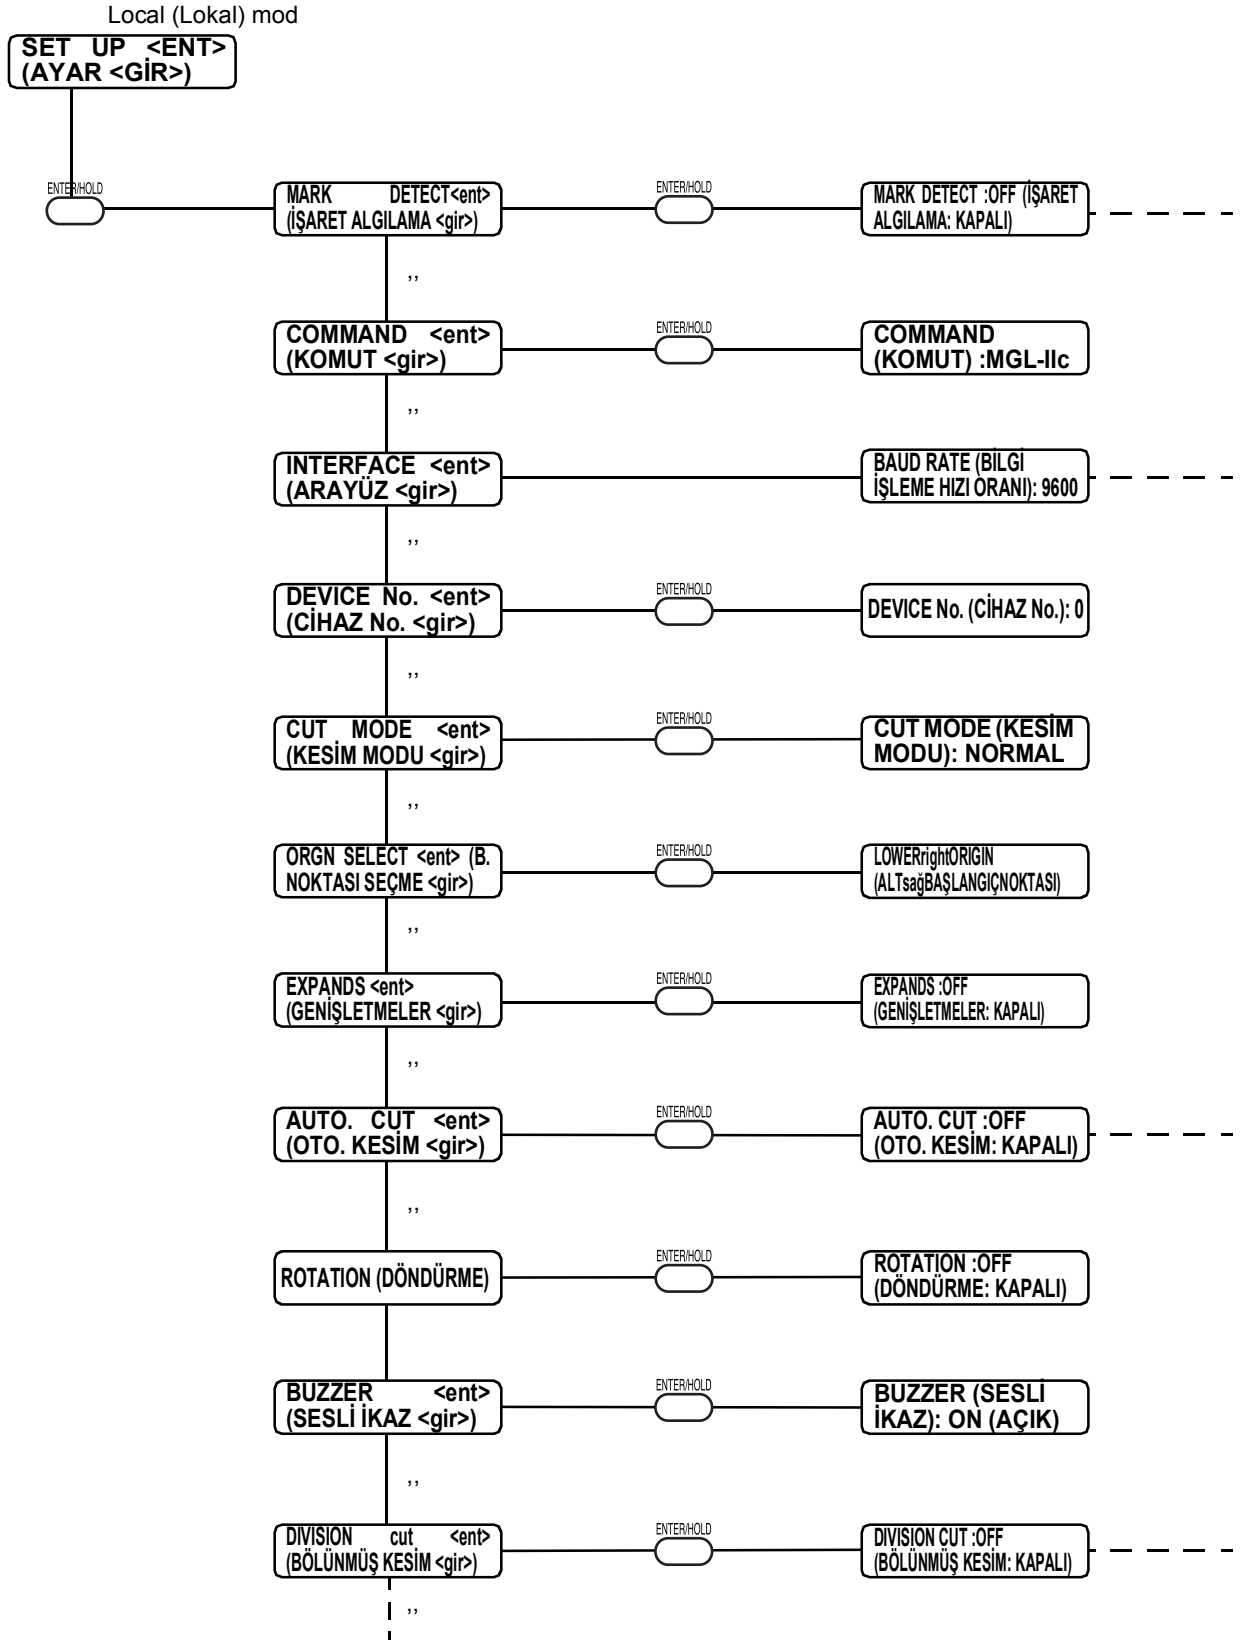 Local (Lokal) mod
SET UP <ENT>
(AYAR <GİR>)
ENTER/HOLD
MARK DETECT<ent>
(İŞARET ALGILAMA <gir>)
ENTER/HOLD
MARK DETECT :OFF (İŞARET
ALGILAMA: KAPALI)
,,
COMMAND <ent>
(KOMUT <gir>)
ENTER/HOLD
COMMAND
(KOMUT) :MGL-IIc
,,
INTERFACE <ent>
(ARAYÜZ <gir>)
BAUD RATE (BİLGİ
İŞLEME HIZI ORANI): 9600
,,
DEVICE No. <ent>
(CİHAZ No. <gir>)
ENTER/HOLD
DEVICE No. (CİHAZ No.): 0
,,
CUT MODE <ent>
(KESİM MODU <gir>)
ENTER/HOLD
CUT MODE (KESİM
MODU): NORMAL
,,
ORGN SELECT <ent> (B.
NOKTASI SEÇME <gir>)
ENTER/HOLD
LOWERrightORIGIN
(ALTsağBAŞLANGIÇNOKTASI)
,,
EXPANDS <ent>
(GENİŞLETMELER <gir>)
ENTER/HOLD
EXPANDS :OFF
(GENİŞLETMELER: KAPALI)
,,
AUTO. CUT <ent>
(OTO. KESİM <gir>)
ENTER/HOLD
AUTO. CUT :OFF
(OTO. KESİM: KAPALI)
,,
ROTATION (DÖNDÜRME)
ENTER/HOLD
ROTATION :OFF
(DÖNDÜRME: KAPALI)
BUZZER <ent>
(SESLİ İKAZ <gir>)
ENTER/HOLD
BUZZER (SESLİ
İKAZ): ON (AÇIK)
,,
DIVISION cut <ent>
(BÖLÜNMÜŞ KESİM <gir>)
ENTER/HOLD
DIVISION CUT :OFF
(BÖLÜNMÜŞ KESİM: KAPALI)
,,